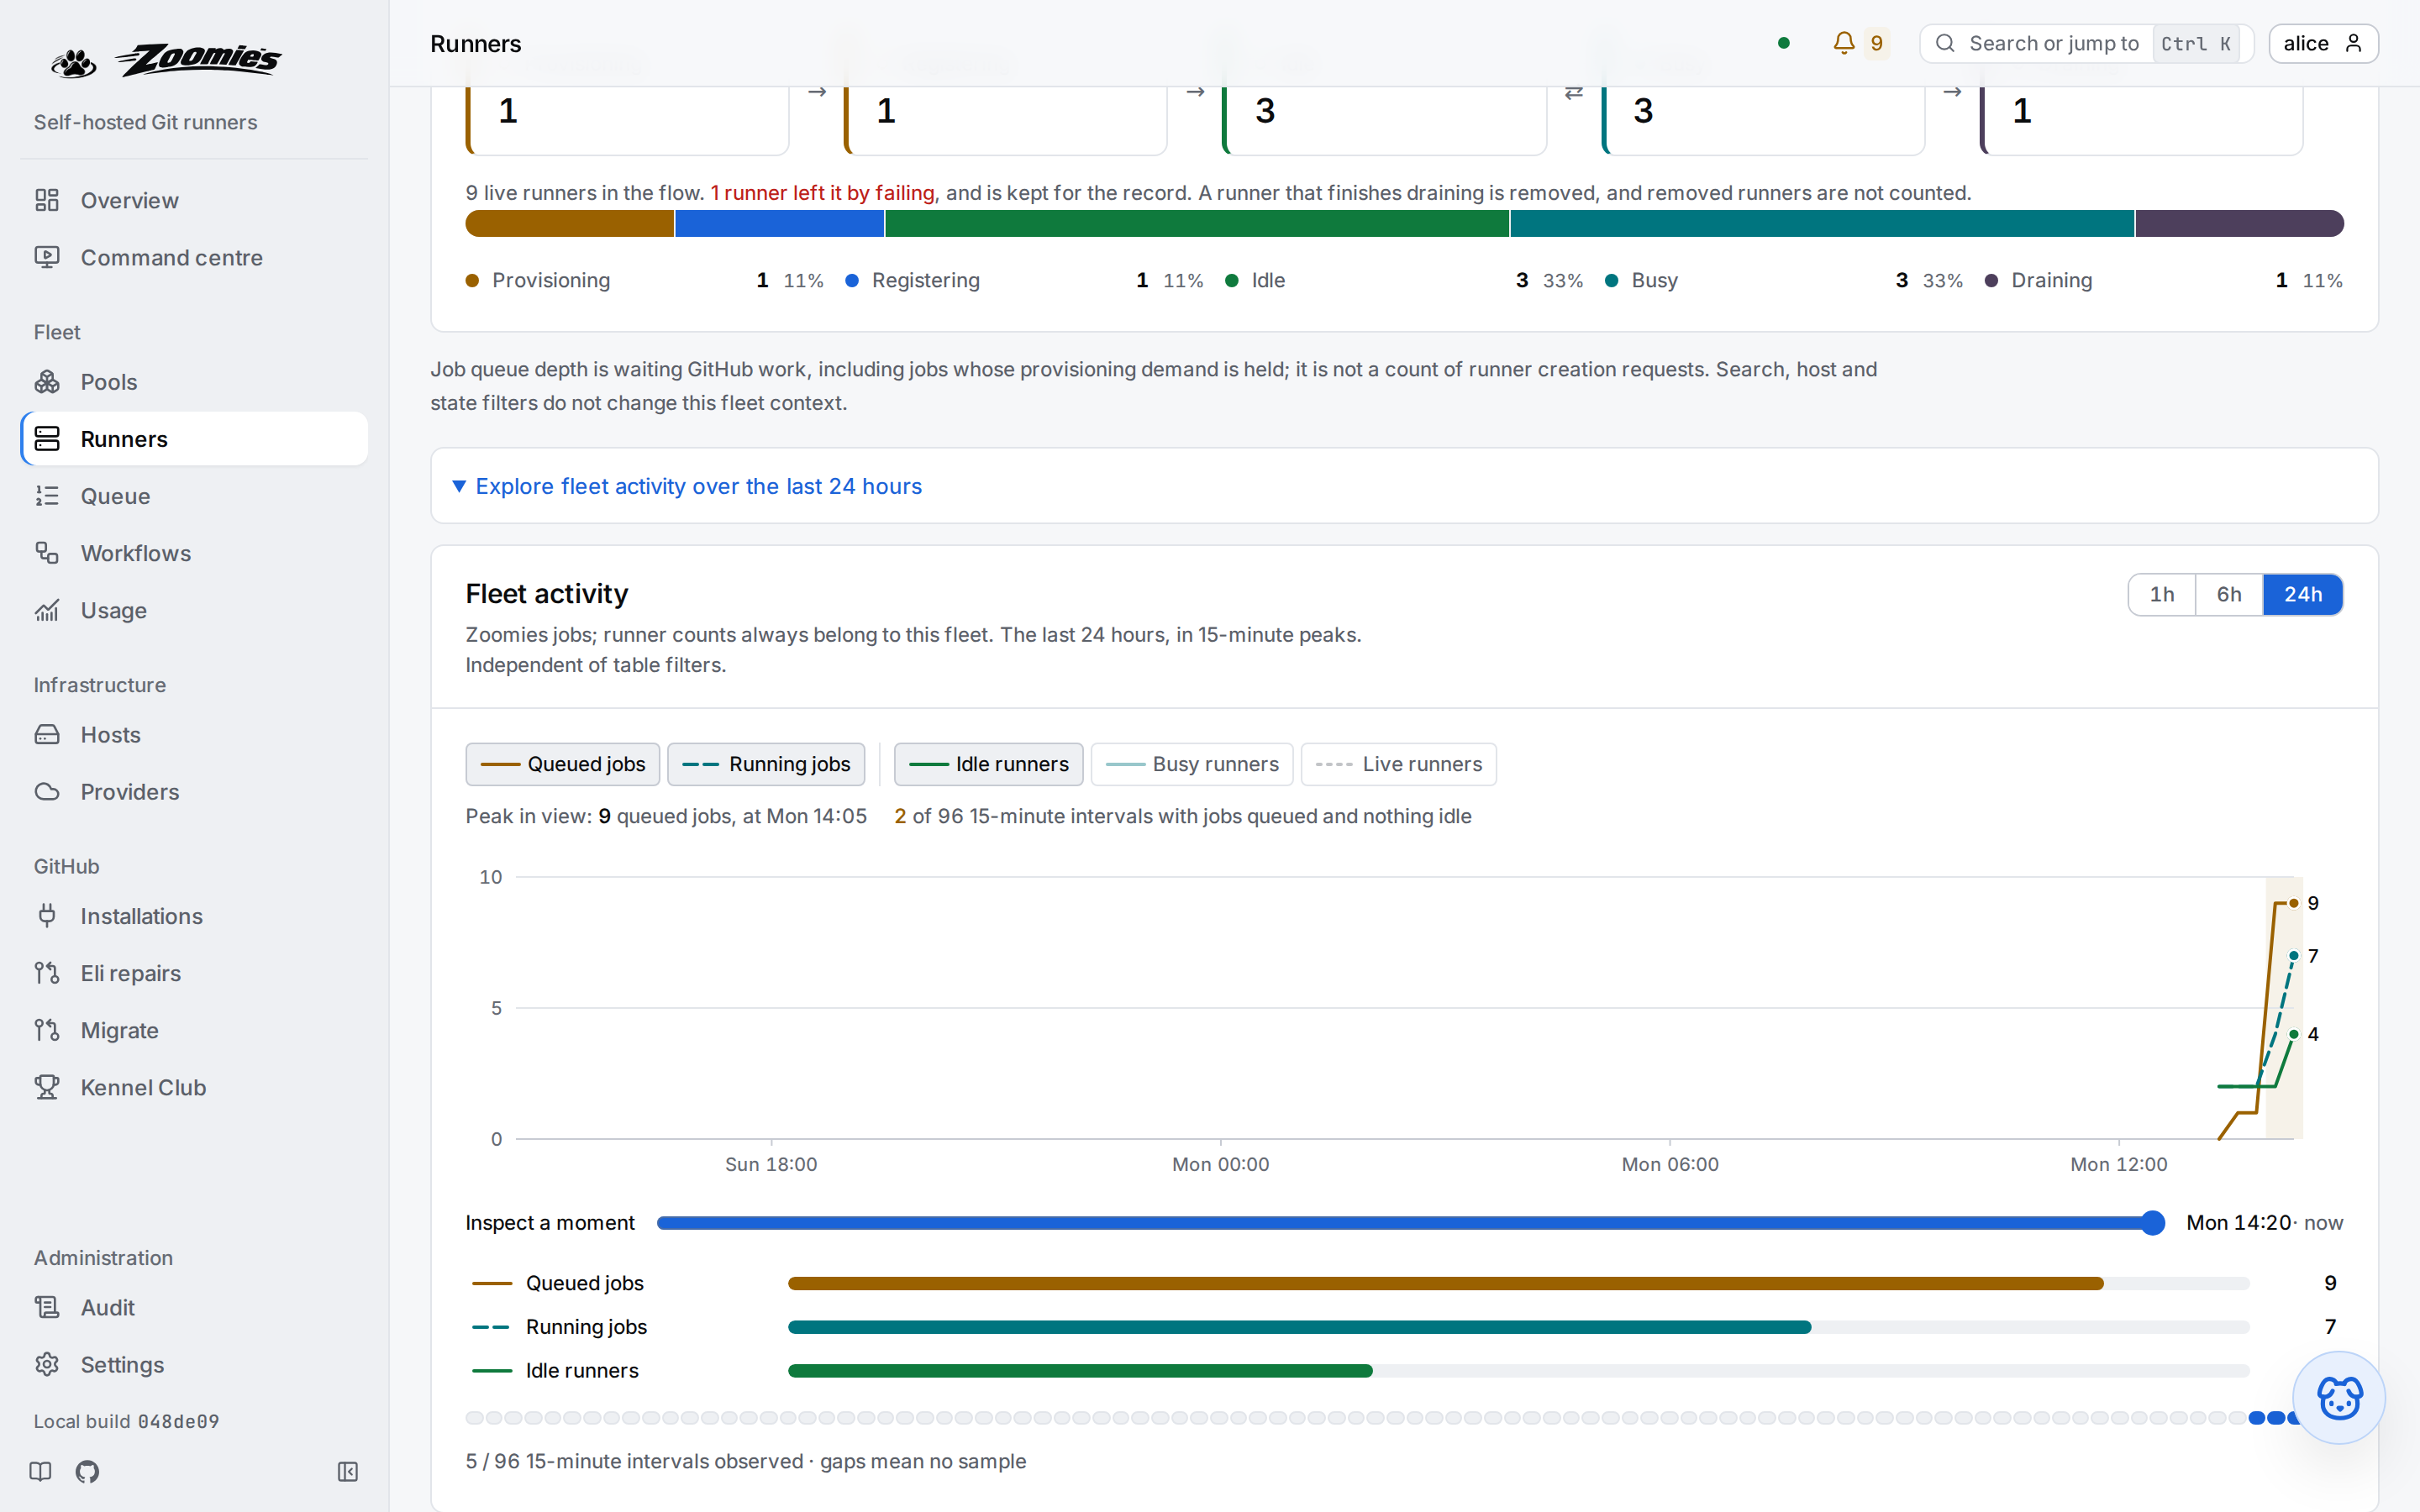 Zoomies
Self-hosted Git runners
Overview
Command centre
Fleet
Pools
Runners
Queue
Workflows
Usage
Infrastructure
Hosts
Providers
GitHub
Installations
Eli repairs
Migrate
Kennel Club
Administration
Audit
Settings
Local build 048de09
Runners
9
Search or jump to Ctrl K
alice
1 → 1 → 3 ⇄ 3 → 1
9 live runners in the flow. 1 runner left it by failing, and is kept for the record. A runner that finishes draining is removed, and removed runners are not counted.
Provisioning 1 11% Registering 1 11% Idle 3 33% Busy 3 33% Draining 1 11%
Job queue depth is waiting GitHub work, including jobs whose provisioning demand is held; it is not a count of runner creation requests. Search, host and
state filters do not change this fleet context.
▼ Explore fleet activity over the last 24 hours
Fleet activity
1h 6h 24h
Zoomies jobs; runner counts always belong to this fleet. The last 24 hours, in 15-minute peaks.
Independent of table filters.
Queued jobs Running jobs Idle runners Busy runners Live runners
Peak in view: 9 queued jobs, at Mon 14:05 2 of 96 15-minute intervals with jobs queued and nothing idle
10
9
7
5
4
0
Sun 18:00 Mon 00:00 Mon 06:00 Mon 12:00
Inspect a moment Mon 14:20 · now
Queued jobs 9
Running jobs 7
Idle runners
5 / 96 15-minute intervals observed · gaps mean no sample